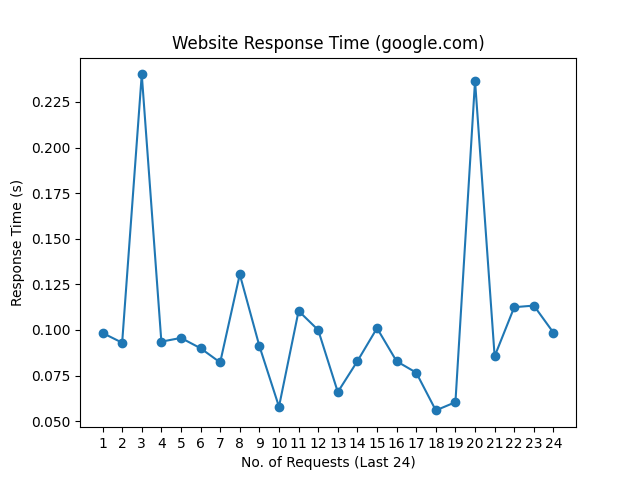 Website Response Time (google.com)
Response Time (s)
0.225
0.200
0.175
0.150
0.125
0.100
0.075
0.050
1 2 3 4 5 6 7 8 9 10 11 12 13 14 15 16 17 18 19 20 21 22 23 24
No. of Requests (Last 24)